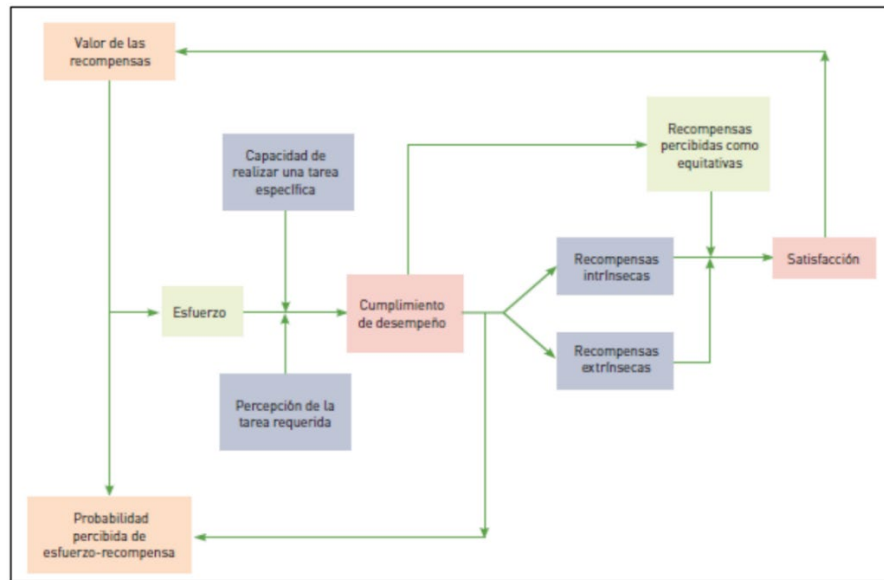 Valor de las
recompensas
Capacidad de
realizar una tarea
específica
Recompensas
percibidas como
equitativas
Esfuerzo
Cumplimiento
de desempeño
Recompensas
intrínsecas
Satisfacción
Recompensas
extrínsecas
Percepción de la
tarea requerida
Probabilidad
percibida de
esfuerzo-recompensa